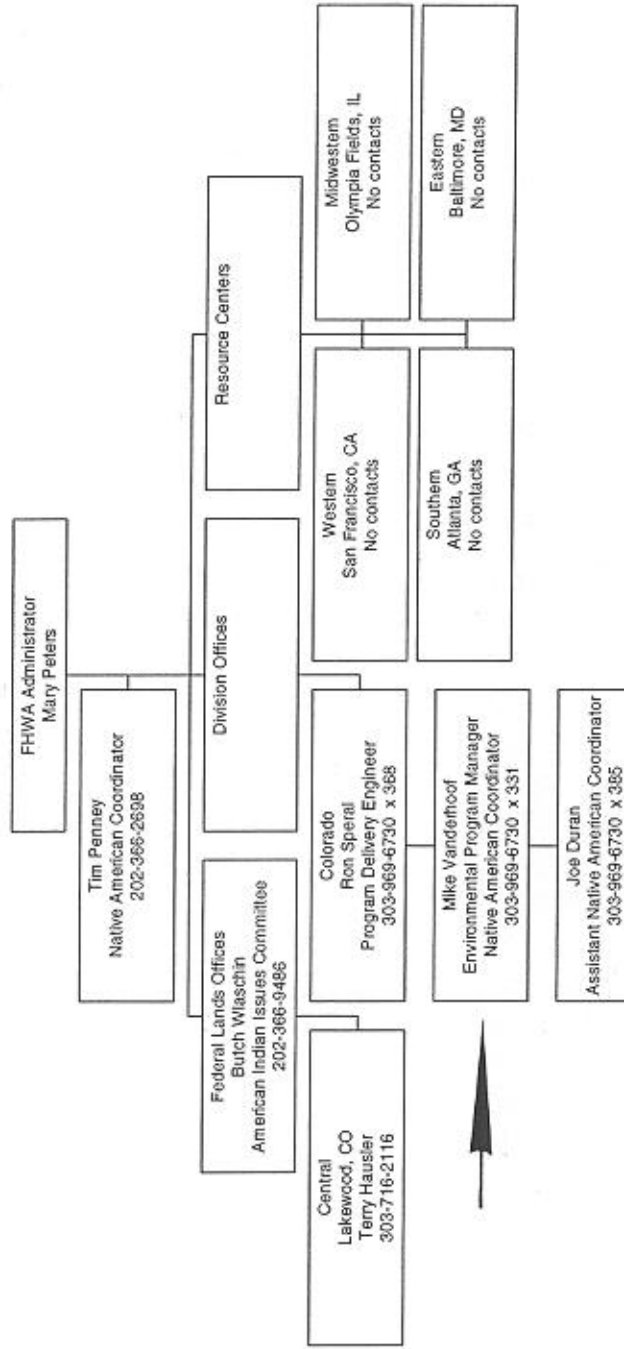 FHWA Administrator
Mary Peters
Tim Penney
Native American Coordinator
202-366-2698
Federal Lands Offices
Butch Wlaschin
American Indian Issues Committee
202-366-9486
Division Offices
Resource Centers
Central
Lakewood, CO
Terry Hausler
303-716-2116
Colorado
Ron Speral
Program Delivery Engineer
303-969-6730 x 368
Western
San Francisco, CA
No contacts
Midwestern
Olympia Fields, IL
No contacts
Mike Vanderhoof
Environmental Program Manager
Native American Coordinator
303-969-6730 x 331
Southern
Atlanta, GA
No contacts
Eastern
Baltimore, MD
No contacts
Joe Duran
Assistant Native American Coordinator
303-969-6730 x 385